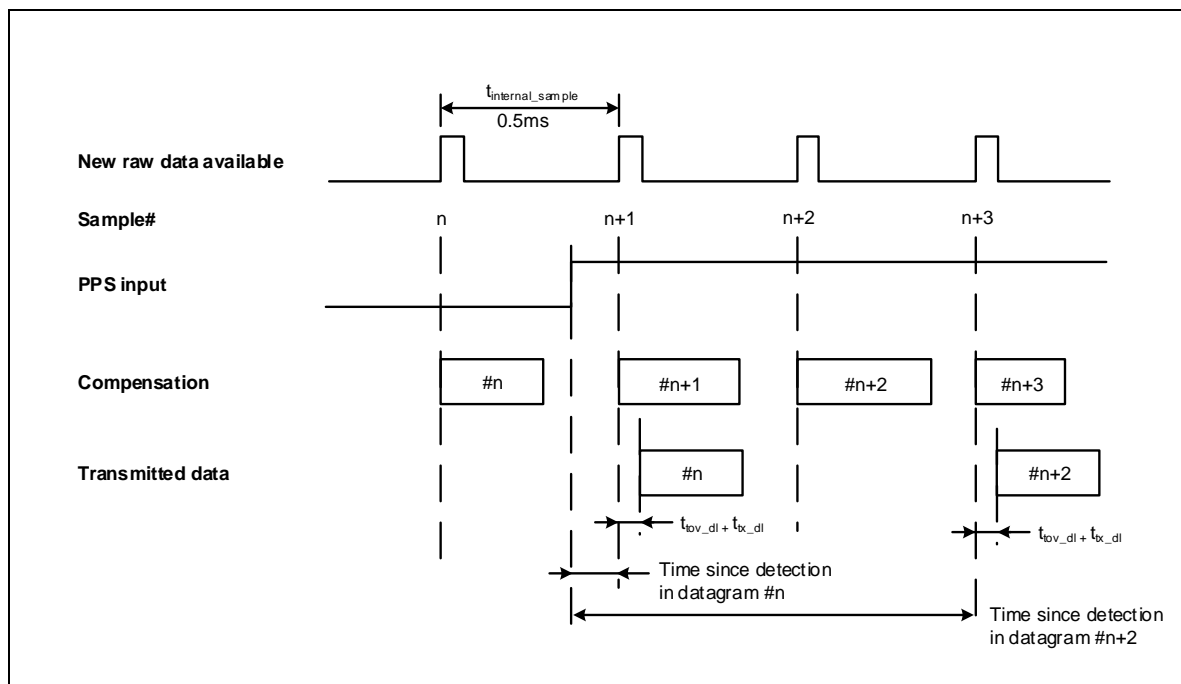 t_internal_sample
0.5ms
New raw data available
Sample#
n
n+1
n+2
n+3
PPS input
Compensation
#n
#n+1
#n+2
#n+3
Transmitted data
#n
#n+2
t_tov_dl + t_tx_dl
t_tov_dl + t_tx_dl
Time since detection
in datagram #n
Time since detection
in datagram #n+2